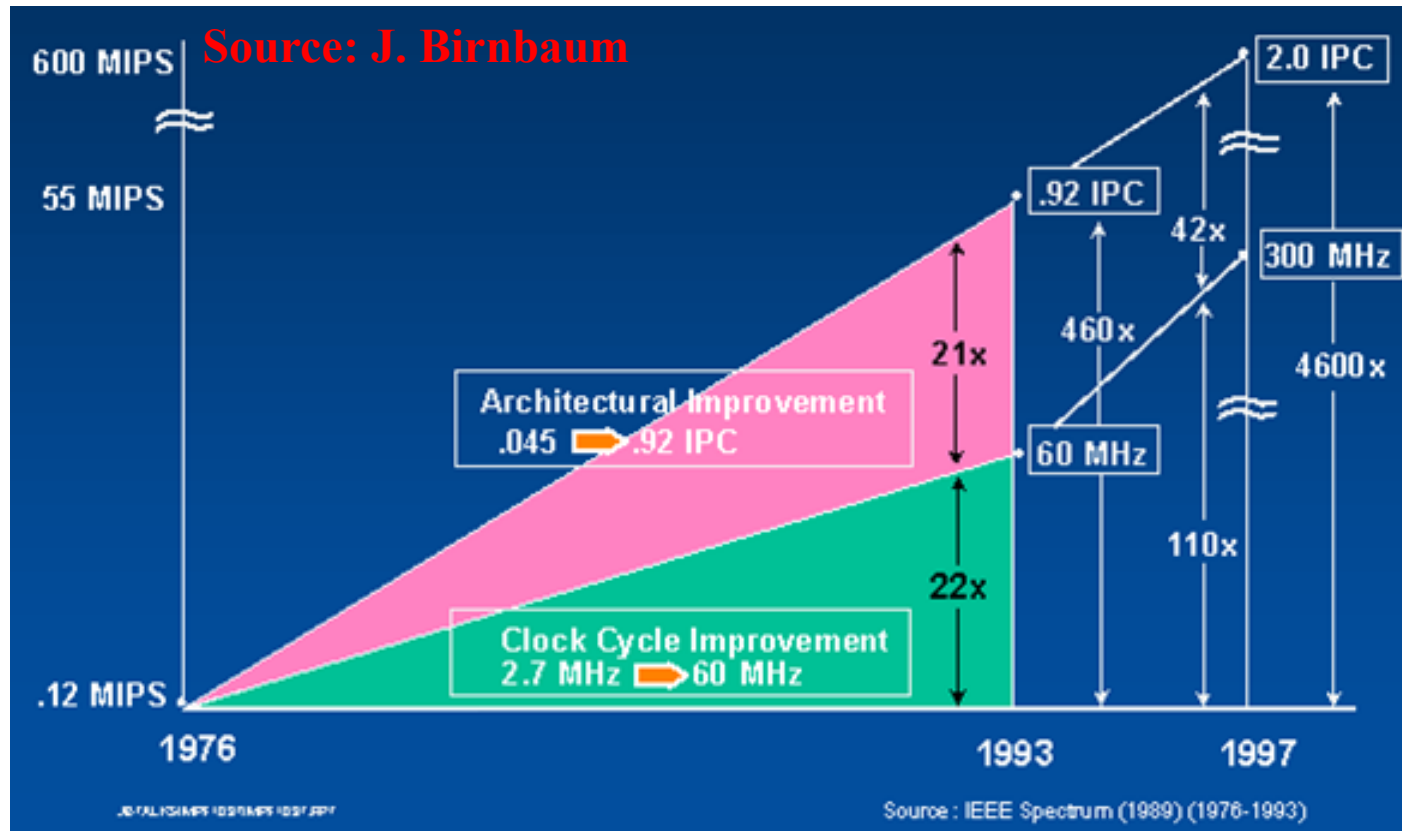 Source: J. Birnbaum
600 MIPS
2.0 IPC
55 MIPS
.92 IPC
42x
300 MHz
460x
21x
4600x
Architectural Improvement
.045 .92 IPC
60 MHz
110x
22x
Clock Cycle Improvement
2.7 MHz 60 MHz
.12 MIPS
1976
1993
1997
Source : IEEE Spectrum (1989) (1976-1993)